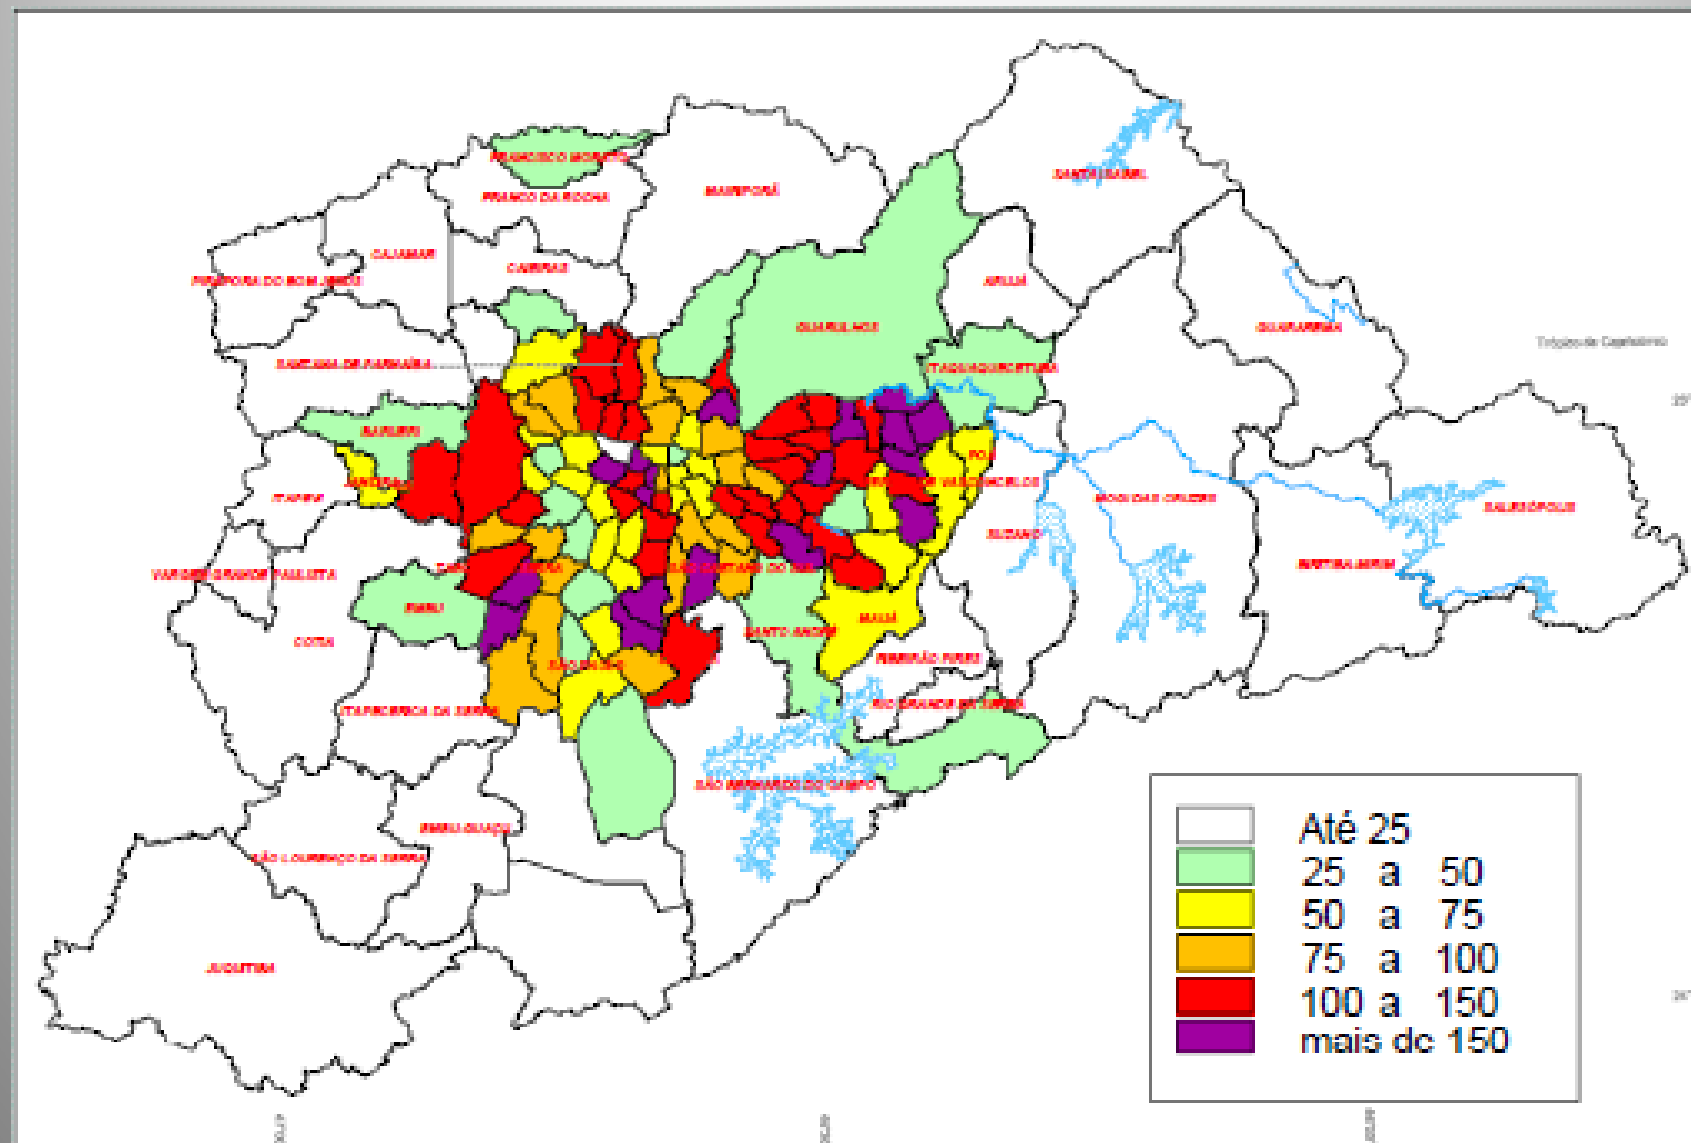 FRANCISCO MORATO
FRANCO DA ROCHA
MAIRIPORÃ
SANTA ISABEL
CAJAMAR
CAIEIRAS
PIRAPORA DO BOM JESUS
ARUJÁ
GUARULHOS
GUARAREMA
Trópico de Capricórnio
SANTANA DE PARNAÍBA
ITAQUAQUECETUBA
BARUERI
POÁ
ITAPEVI
VASCONCELOS
MOGI DAS CRUZES
SALESÓPOLIS
SUZANO
BIRITIBA MIRIM
VARGEM GRANDE PAULISTA
SÃO CAETANO DO SUL
EMBU
MAUÁ
COTIA
SANTO ANDRÉ
RIBEIRÃO PIRES
ITAPECERICA DA SERRA
RIO GRANDE DA SERRA
SÃO BERNARDO DO CAMPO
EMBU-GUAÇU
SÃO LOURENÇO DA SERRA
JUQUITIBA
Até 25
25 a 50
50 a 75
75 a 100
100 a 150
mais de 150